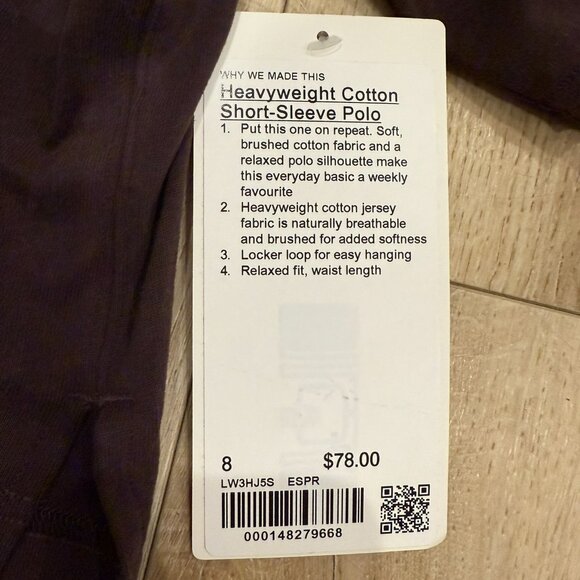 WHY WE MADE THIS
Heavyweight Cotton
Short-Sleeve Polo
1. Put this one on repeat. Soft,
brushed cotton fabric and a
relaxed polo silhouette make
this everyday basic a weekly
favourite
2. Heavyweight cotton jersey
fabric is naturally breathable
and brushed for added softness
3. Locker loop for easy hanging
4. Relaxed fit, waist length
8 $78.00
LW3HJ5S ESPR
000148279668